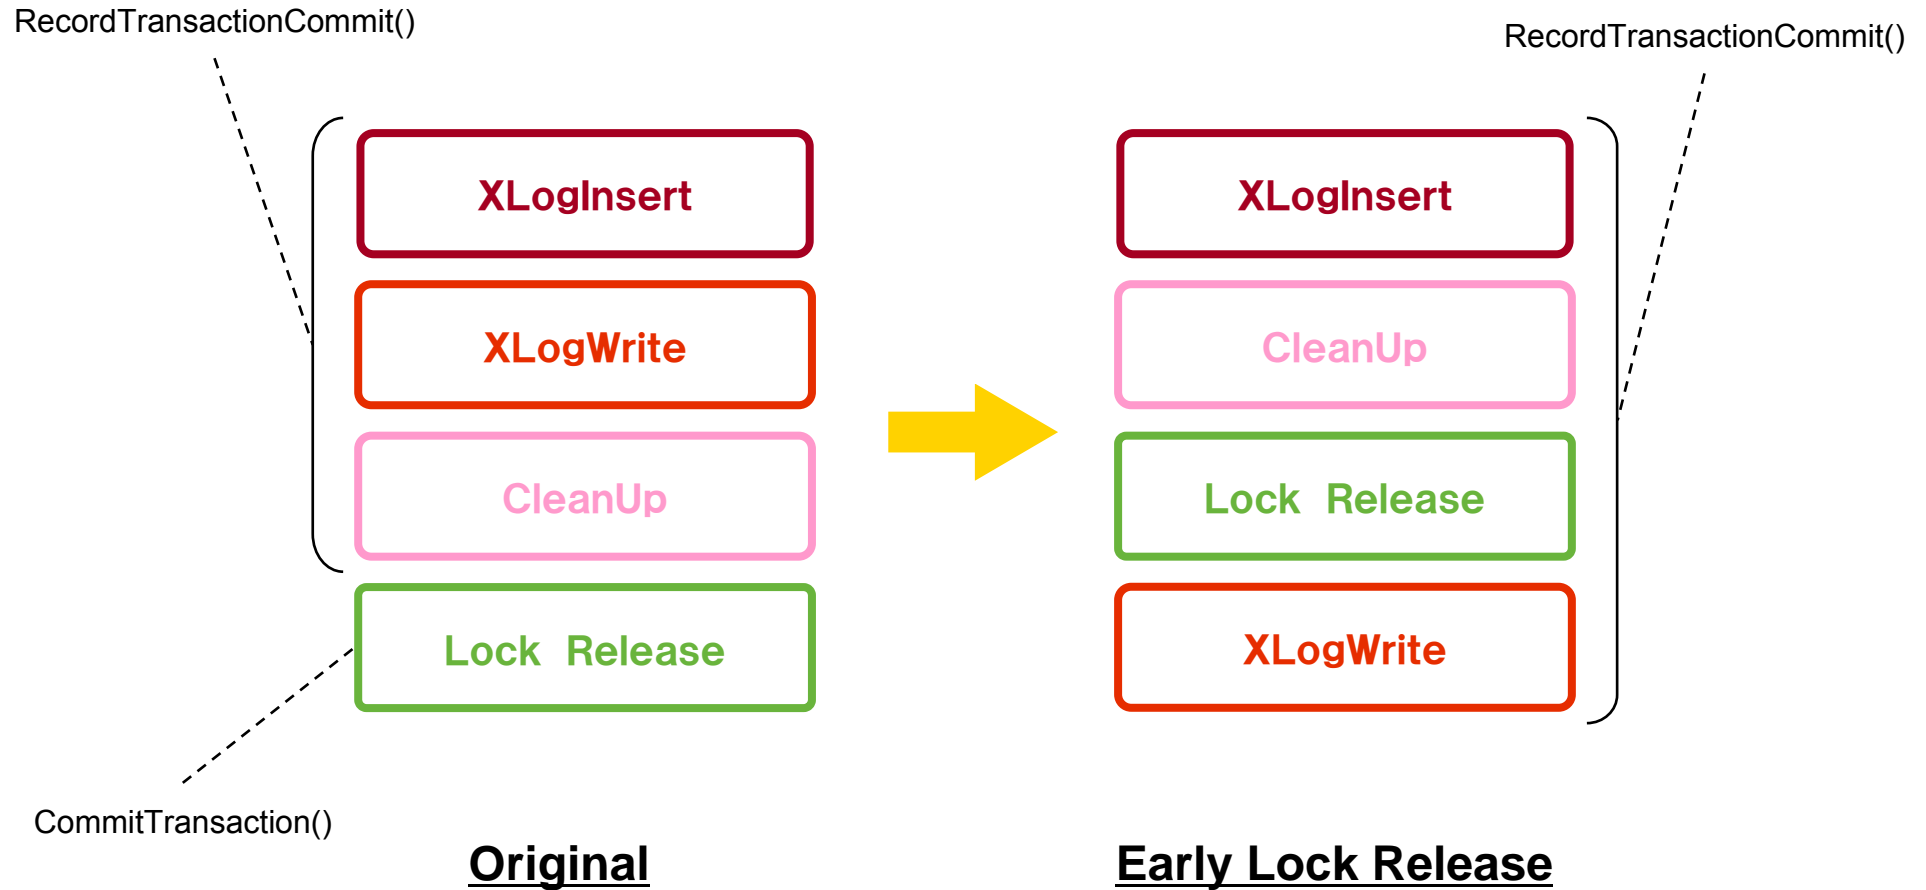 RecordTransactionCommit()
RecordTransactionCommit()
XLogInsert
XLogWrite
CleanUp
Lock Release
XLogInsert
CleanUp
Lock Release
XLogWrite
CommitTransaction()
Original
Early Lock Release